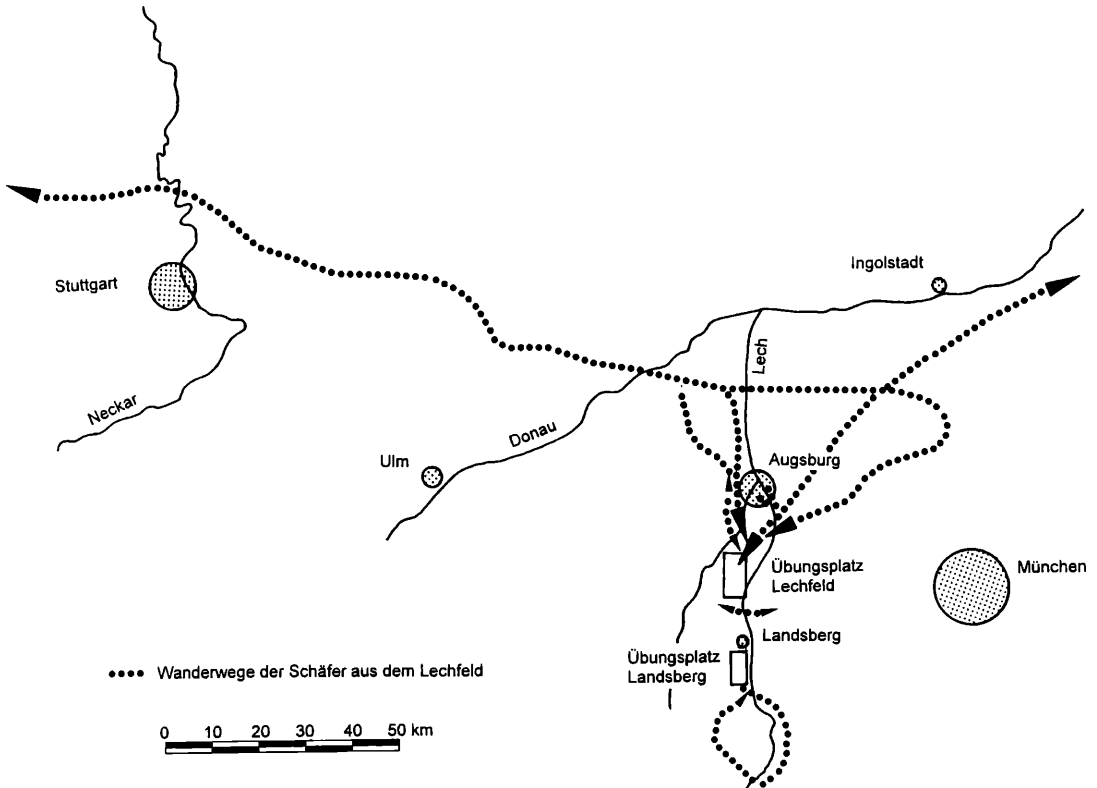 Ingolstadt
Stuttgart
Lech
Neckar
Donau
Ulm
Augsburg
Übungsplatz
Lechfeld
München
Landsberg
Übungsplatz
Landsberg
Wanderwege der Schäfer aus dem Lechfeld
0 10 20 30 40 50 km